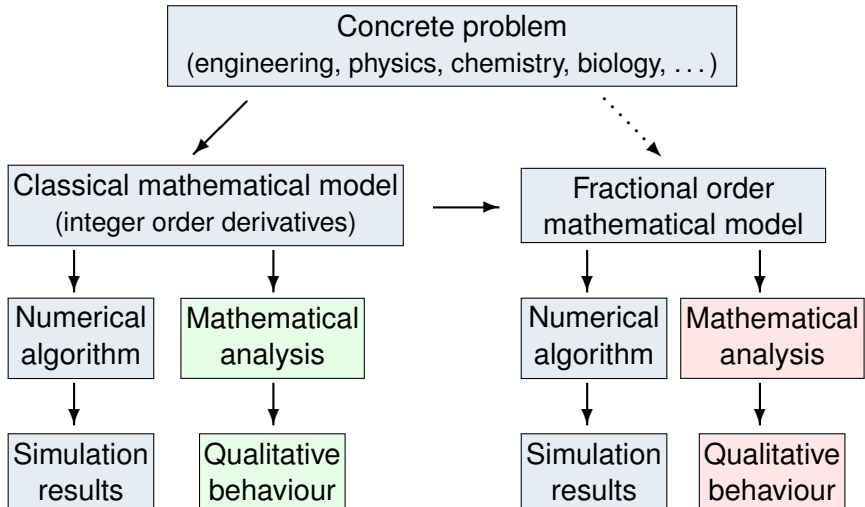 Concrete problem
(engineering, physics, chemistry, biology, . . . )
Classical mathematical model
(integer order derivatives)
Fractional order
mathematical model
Numerical
algorithm
Mathematical
analysis
Numerical
algorithm
Mathematical
analysis
Simulation
results
Qualitative
behaviour
Simulation
results
Qualitative
behaviour